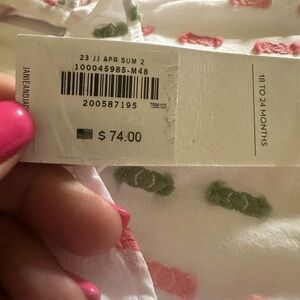 JANIEANDJACK
23 JJ APR SUM 2
100045985-M48
200587195
$ 74.00
18 TO 24 MONTHS